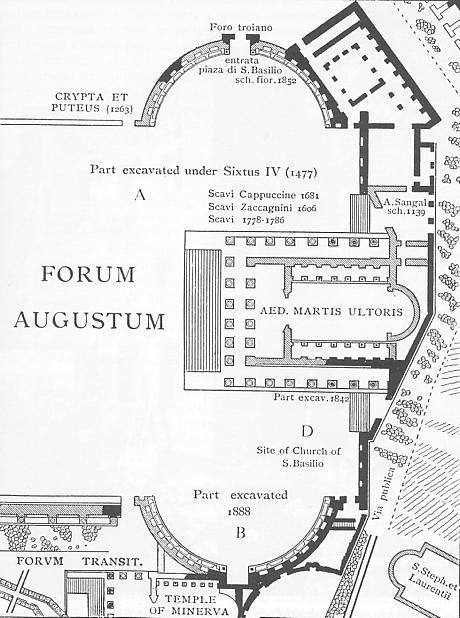 Foro troiano
entrata
piaza di S.Basilio
sch.fior.1852
CRYPTA ET
PUTEUS (1263)
Part excavated under Sixtus IV (1477)
A
Scavi Cappuccine 1681
Scavi Zaccagnini 1606
Scavi 1778-1786
A.Sangal
sch.1139
FORUM
AUGUSTUM
AED. MARTIS ULTORIS
Part excav.1842
D
Site of Church of
S.Basilio
Via publica
Part excavated
1888
B
FORVM TRANSIT.
TEMPLE
OF MINERVA
S.Steph.et
Laurentii